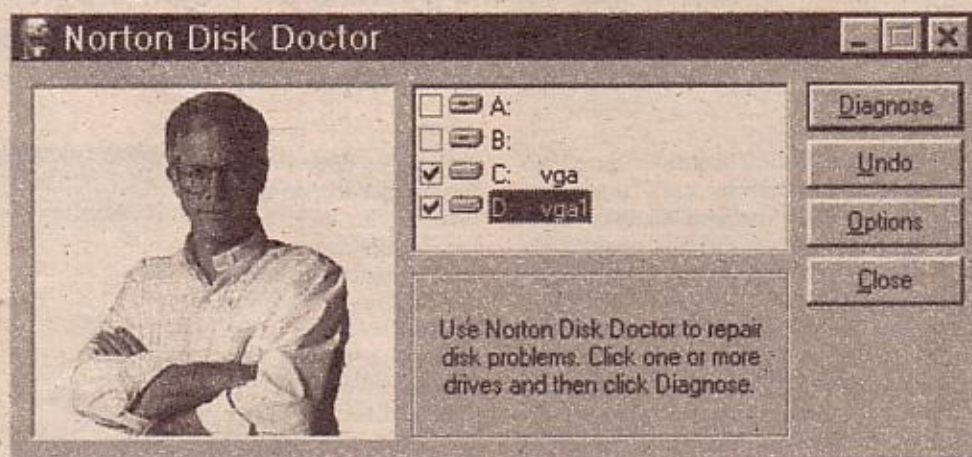 Norton Disk Doctor
A:
B:
C: vga
D: vga1
Diagnose
Undo
Options
Close
Use Norton Disk Doctor to repair
disk problems. Click one or more
drives and then click Diagnose.